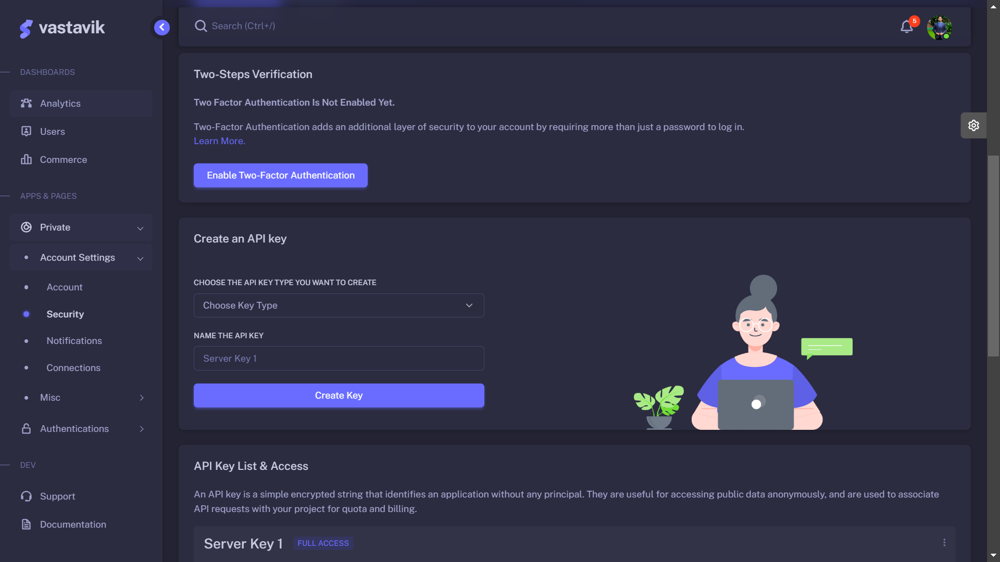 vastavik
DASHBOARDS
Analytics
Users
Commerce
APPS & PAGES
Private
Account Settings
Account
Security
Notifications
Connections
Misc
Authentications
DEV
Support
Documentation
Search (Ctrl+/)
5
Two-Steps Verification
Two Factor Authentication Is Not Enabled Yet.
Two-Factor Authentication adds an additional layer of security to your account by requiring more than just a password to log in.
Learn More.
Enable Two-Factor Authentication
Create an API key
CHOOSE THE API KEY TYPE YOU WANT TO CREATE
Choose Key Type
NAME THE API KEY
Server Key 1
Create Key
API Key List & Access
An API key is a simple encrypted string that identifies an application without any principal. They are useful for accessing public data anonymously, and are used to associate
API requests with your project for quota and billing.
Server Key 1 FULL ACCESS